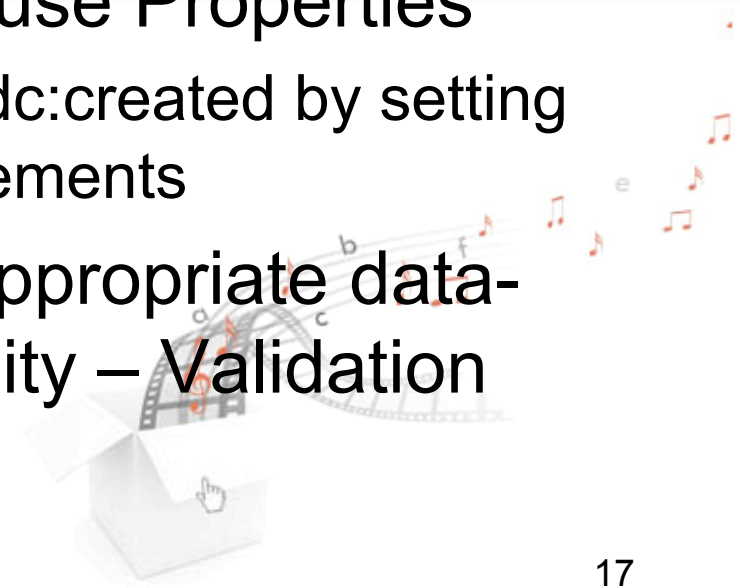 use Properties
dc:created by setting
ements
ppropriate data-
ity – Validation
e
b
f
a
c
17